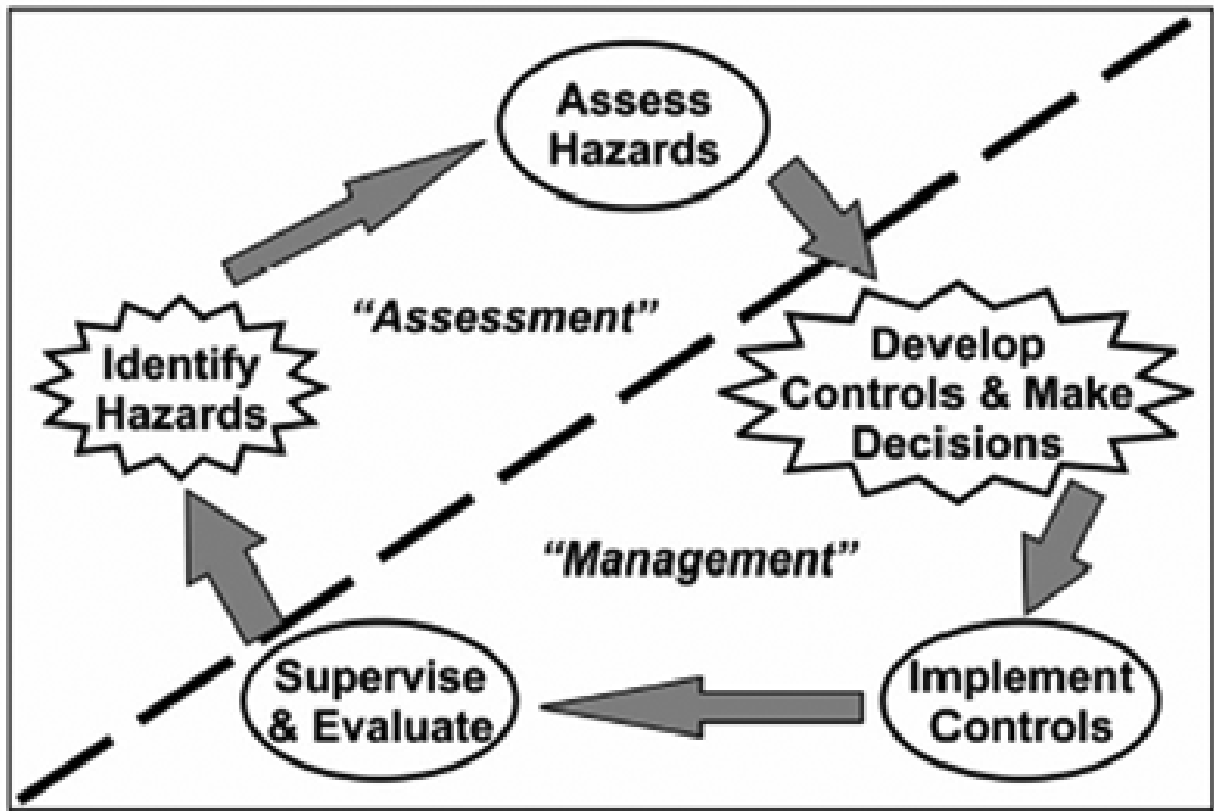 Assess
Hazards
"Assessment"
Identify
Hazards
Develop
Controls & Make
Decisions
"Management"
Supervise
& Evaluate
Implement
Controls